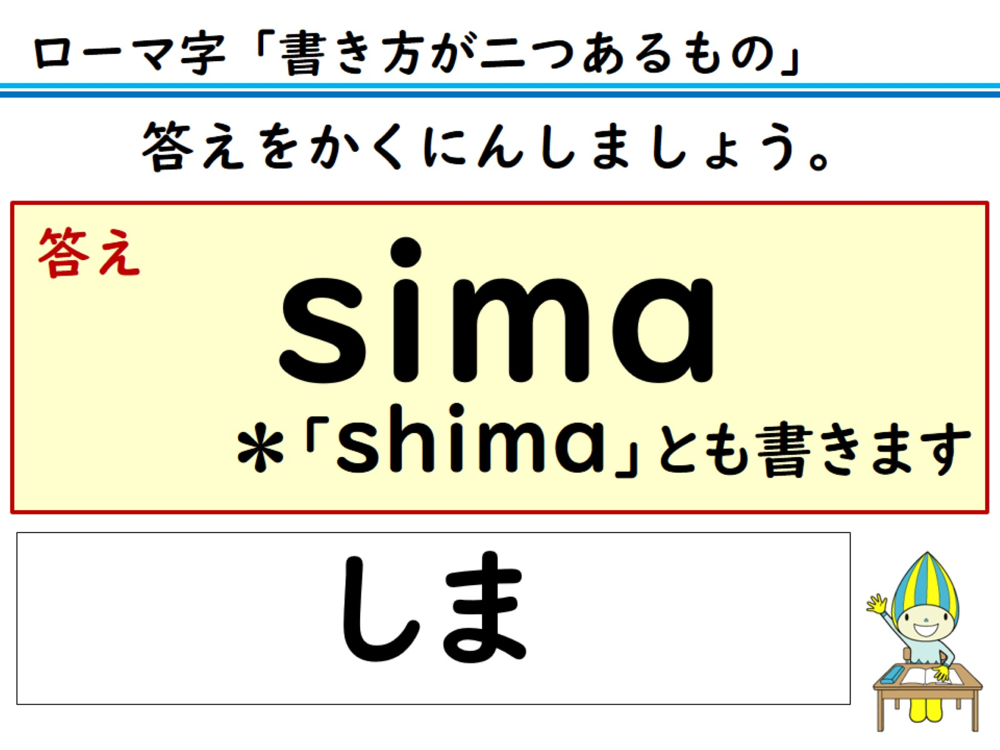 ローマ字「書き方が二つあるもの」
答えをかくにんしましょう。
答え
sima
＊「shima」とも書きます
しま